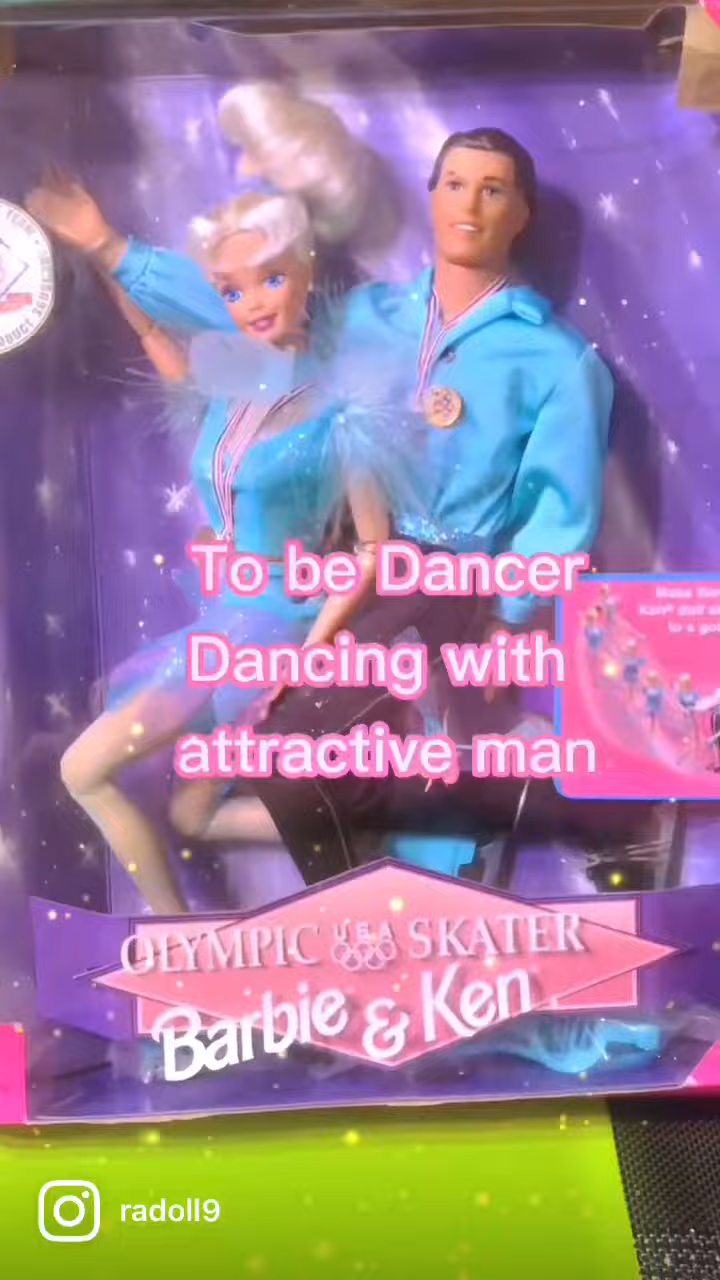 To be Dancer
Dancing with
attractive man
OLYMPIC USA SKATER
Barbie & Ken
radoll9